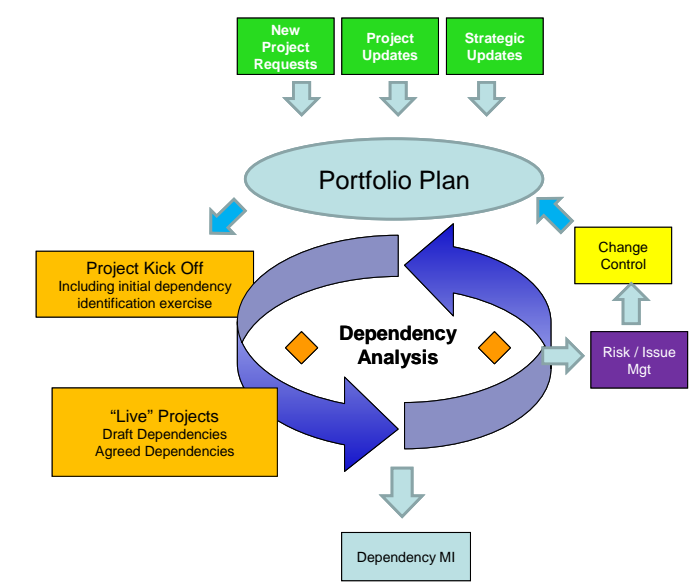 New
Project
Requests
Project
Updates
Strategic
Updates
Portfolio Plan
Project Kick Off
Including initial dependency
identification exercise
Change
Control
Dependency
Analysis
Risk / Issue
Mgt
“Live” Projects
Draft Dependencies
Agreed Dependencies
Dependency MI